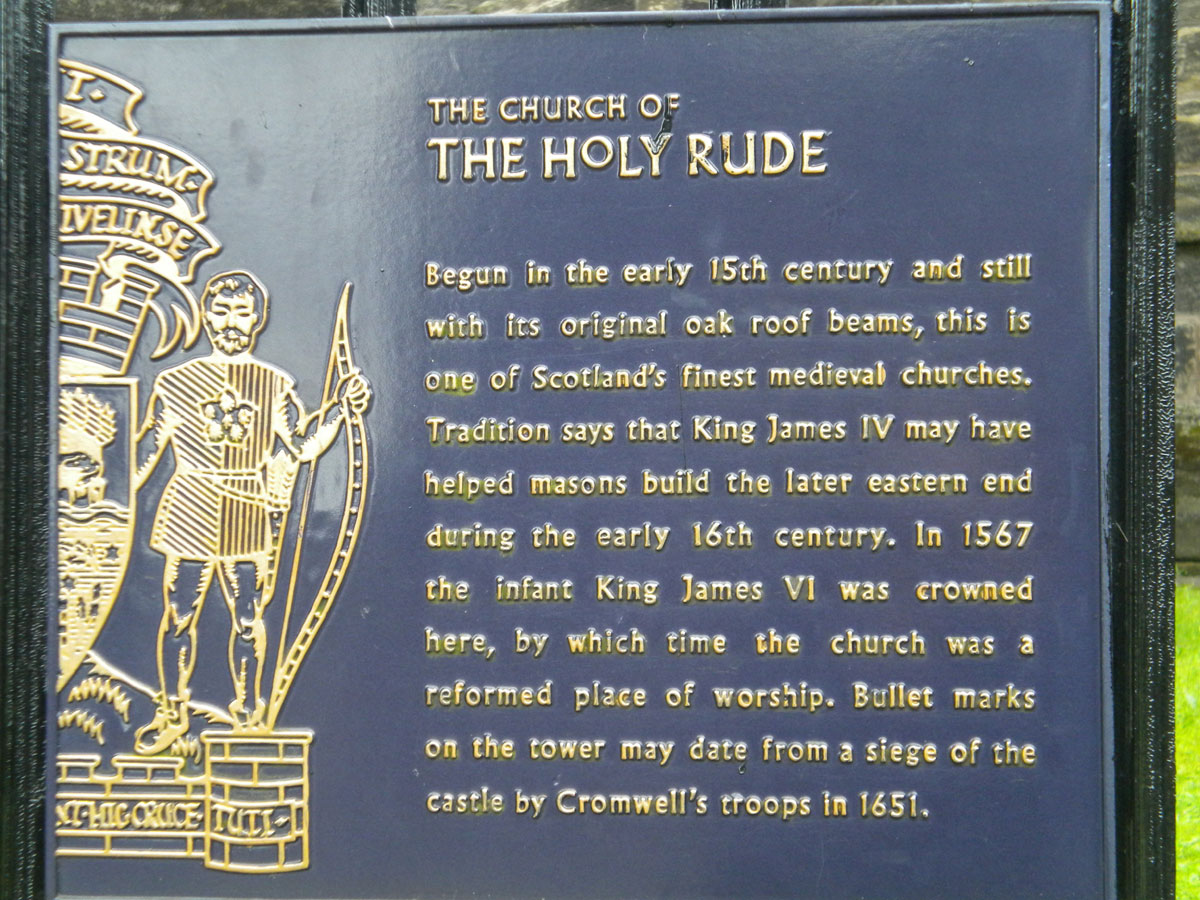 THE CHURCH OF
THE HOLY RUDE
Begun in the early 15th century and still
with its original oak roof beams, this is
one of Scotland's finest medieval churches.
Tradition says that King James IV may have
helped masons build the later eastern end
during the early 16th century. In 1567
the infant King James VI was crowned
here, by which time the church was a
reformed place of worship. Bullet marks
on the tower may date from a siege of the
castle by Cromwell's troops in 1651.
STRUM
HIC CRUCE TUTI